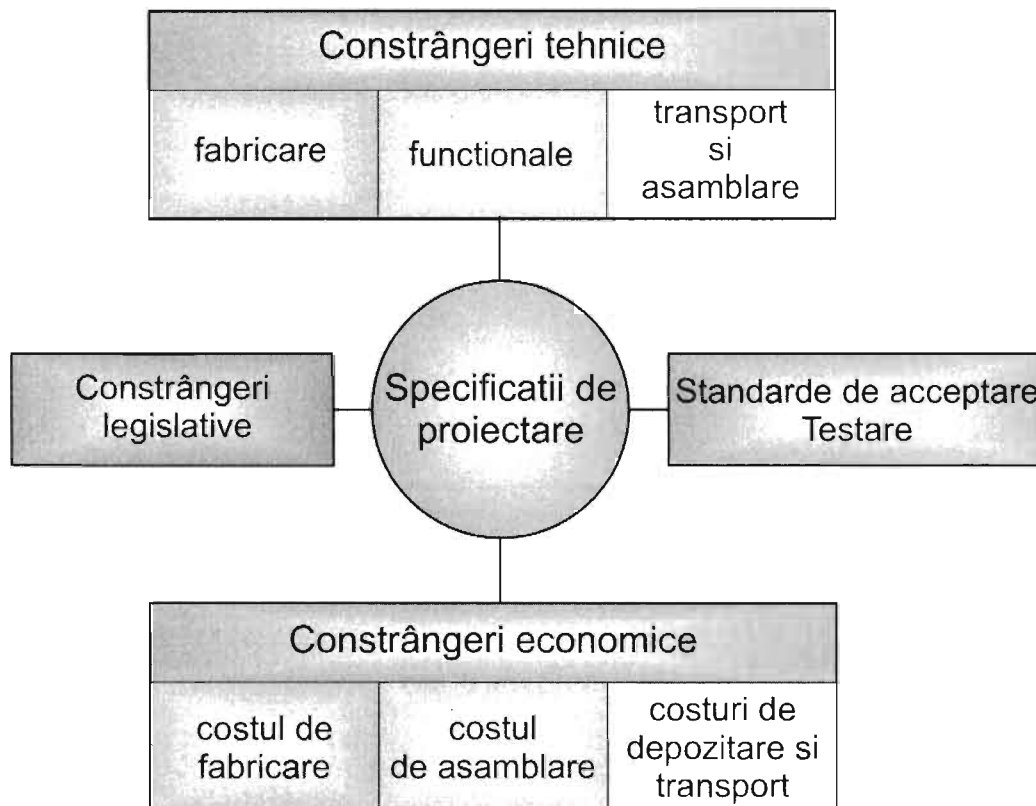 Constrângeri tehnice
fabricare
functionale
transport
si
asamblare
Constrângeri
legislative
Specificatii de
proiectare
Standarde de acceptare
Testare
Constrângeri economice
costul de
fabricare
costul
de asamblare
costuri de
depozitare si
transport